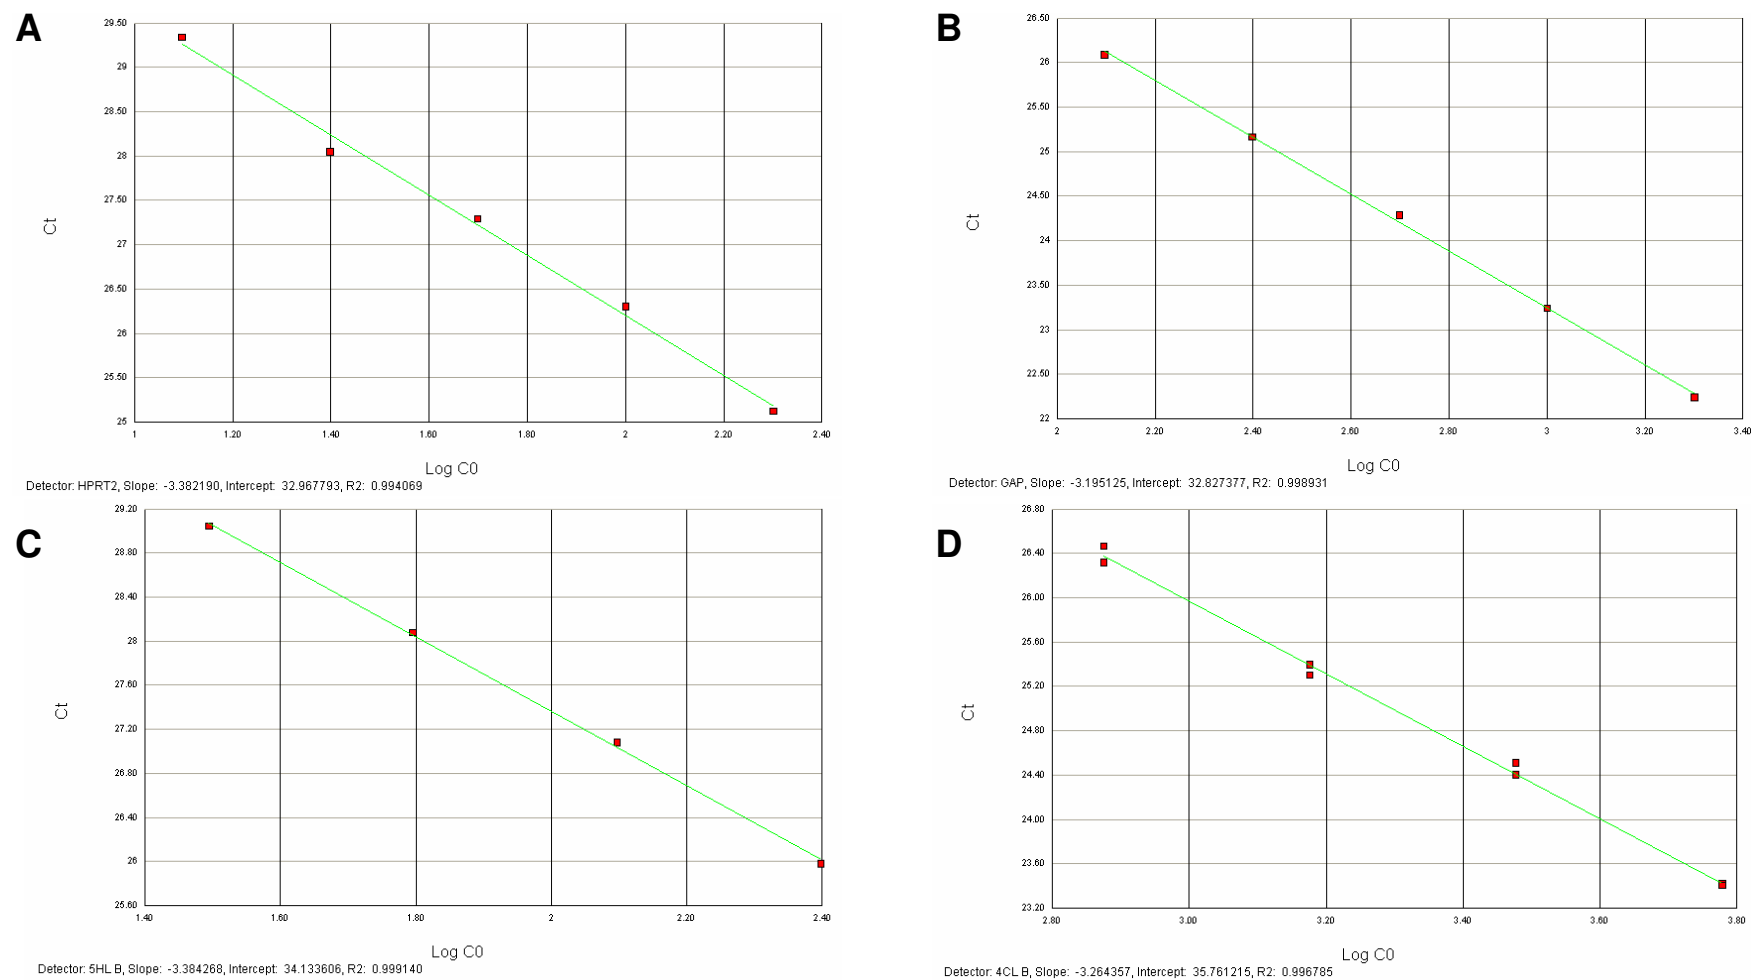 A
29.50
29
28.50
28
27.50
27
26.50
26
25.50
25
Ct
1 1.20 1.40 1.60 1.80 2 2.20 2.40
Log C0
Detector: HPRT2, Slope: -3.382190, Intercept: 32.967793, R2: 0.994069
B
26.50
26
25.50
25
24.50
24
23.50
23
22.50
22
Ct
2 2.20 2.40 2.60 2.80 3 3.20 3.40
Log C0
Detector: GAP, Slope: -3.195125, Intercept: 32.827377, R2: 0.998931
C
29.20
28.80
28.40
28
27.60
27.20
26.80
26.40
26
25.60
Ct
1.40 1.60 1.80 2 2.20 2.40
Log C0
Detector: 5HL B, Slope: -3.384268, Intercept: 34.133606, R2: 0.999140
D
26.80
26.40
26.00
25.60
25.20
24.80
24.40
24.00
23.60
23.20
Ct
2.80 3.00 3.20 3.40 3.60 3.80
Log C0
Detector: 4CL B, Slope: -3.264357, Intercept: 35.761215, R2: 0.996785